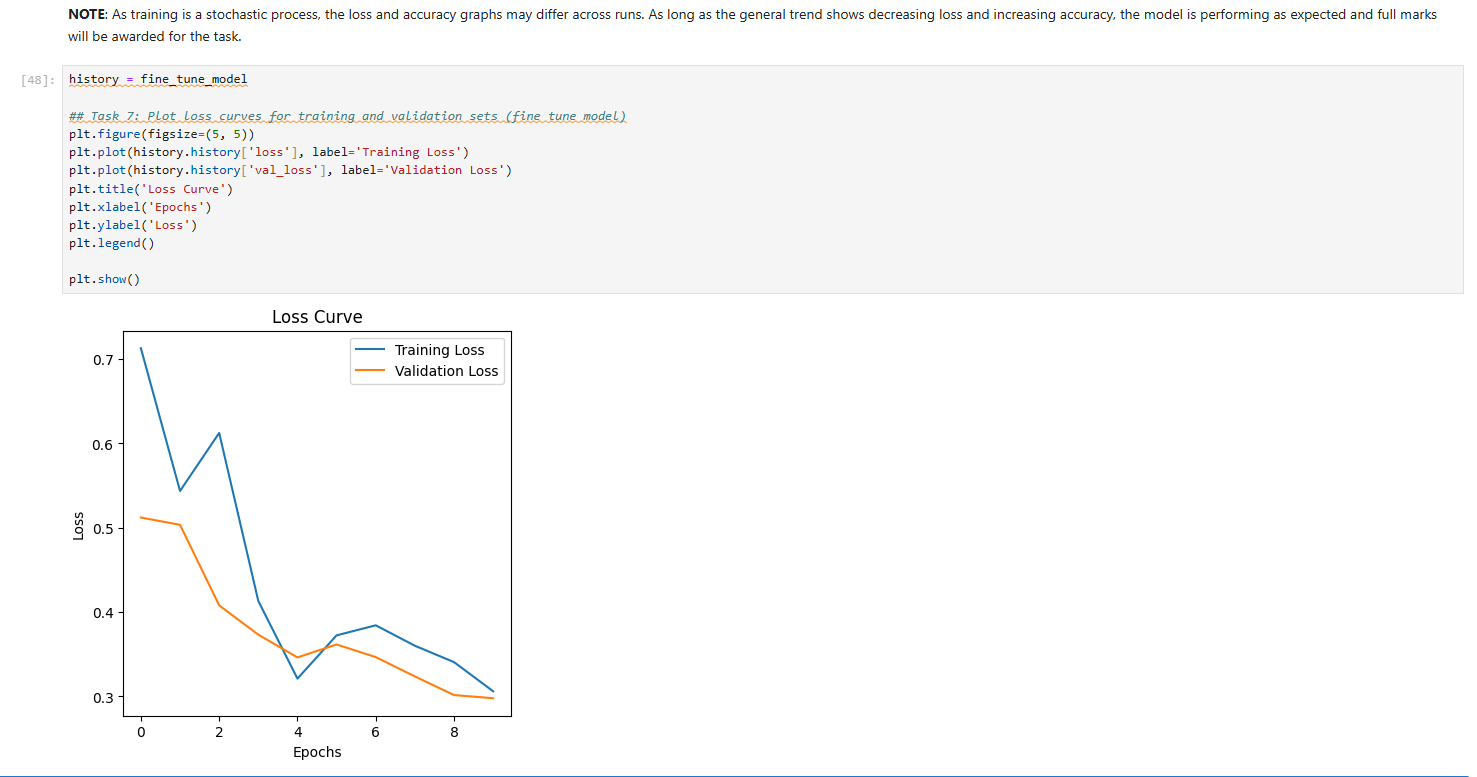 NOTE: As training is a stochastic process, the loss and accuracy graphs may differ across runs. As long as the general trend shows decreasing loss and increasing accuracy, the model is performing as expected and full marks
will be awarded for the task.
[48]:
history = fine_tune_model
## Task 7: Plot loss curves for training and validation sets (fine tune model)
plt.figure(figsize=(5, 5))
plt.plot(history.history['loss'], label='Training Loss')
plt.plot(history.history['val_loss'], label='Validation Loss')
plt.title('Loss Curve')
plt.xlabel('Epochs')
plt.ylabel('Loss')
plt.legend()
plt.show()
Loss Curve
Training Loss
Validation Loss
0.7
0.6
0.5
0.4
0.3
Loss
0 2 4 6 8
Epochs